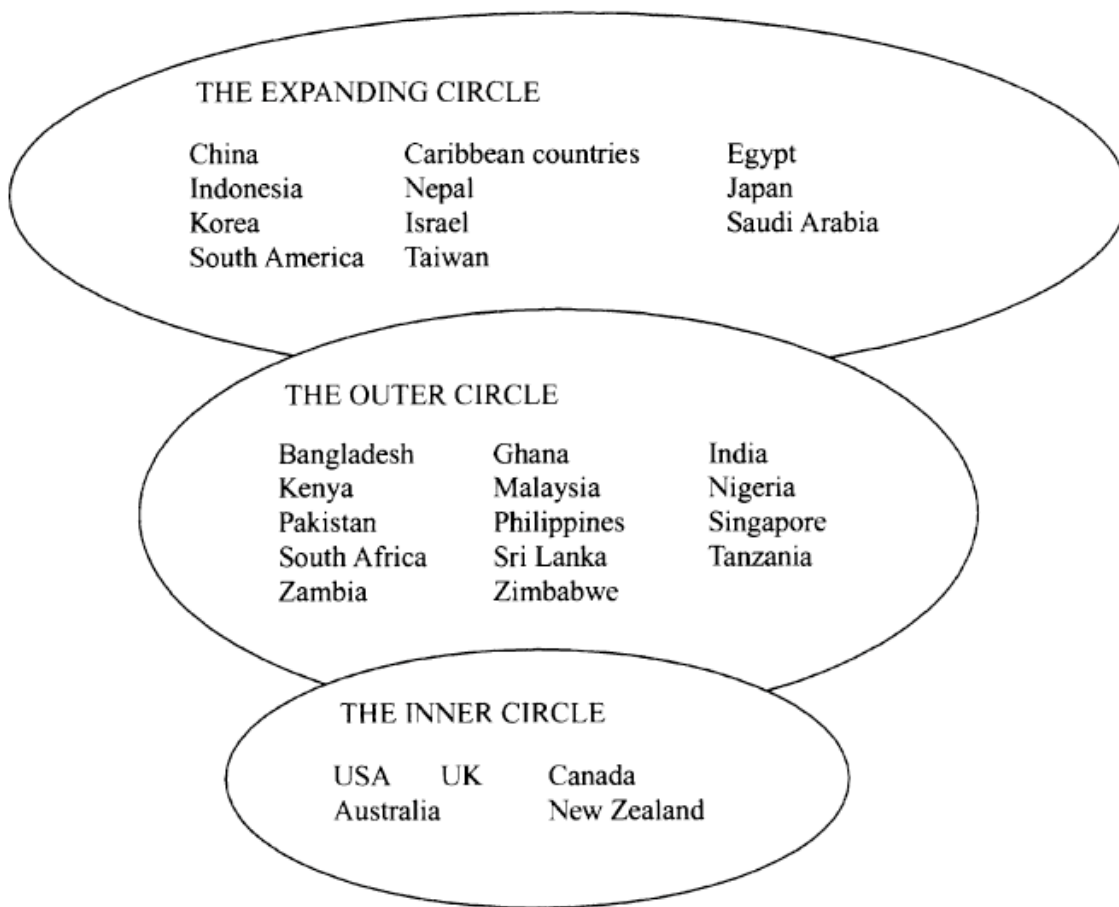 THE EXPANDING CIRCLE
China Caribbean countries Egypt
Indonesia Nepal Japan
Korea Israel Saudi Arabia
South America Taiwan
THE OUTER CIRCLE
Bangladesh Ghana India
Kenya Malaysia Nigeria
Pakistan Philippines Singapore
South Africa Sri Lanka Tanzania
Zambia Zimbabwe
THE INNER CIRCLE
USA UK Canada
Australia New Zealand